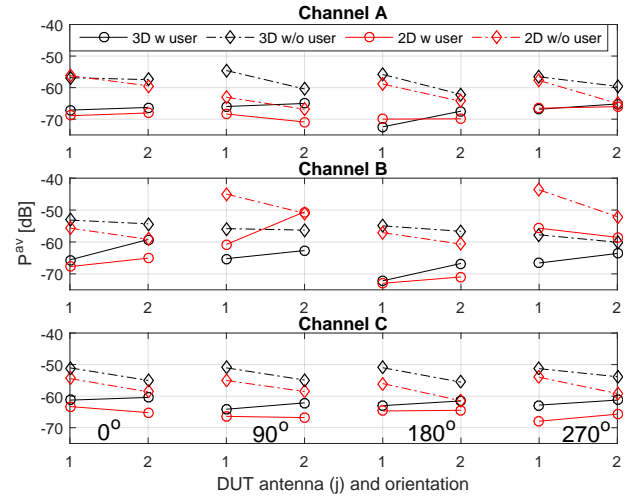 Channel A
3D w user 3D w/o user 2D w user 2D w/o user
-40
-50
-60
-70
1 2 1 2 1 2 1 2
Channel B
P^av [dB]
-40
-50
-60
-70
1 2 1 2 1 2 1 2
Channel C
-40
-50
-60
-70
0° 90° 180° 270°
1 2 1 2 1 2 1 2
DUT antenna (j) and orientation